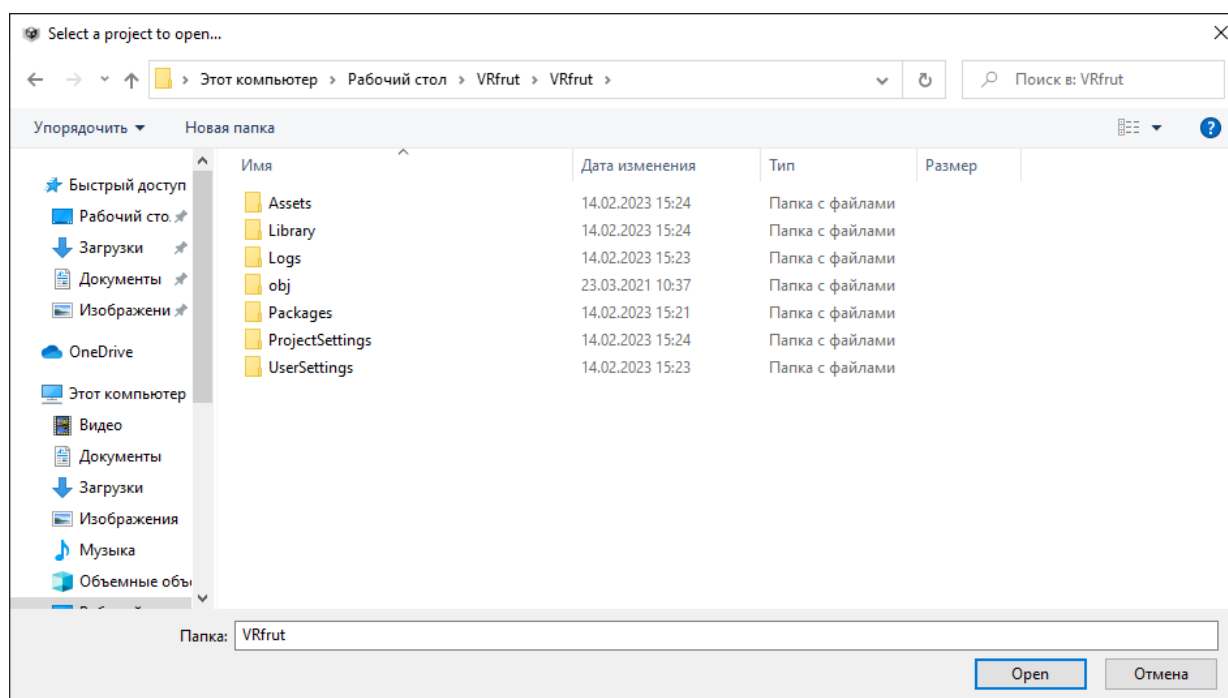 Select a project to open...
Этот компьютер > Рабочий стол > VRfrut > VRfrut >
Поиск в: VRfrut
Упорядочить
Новая папка
Имя Дата изменения Тип Размер
Assets 14.02.2023 15:24 Папка с файлами
Library 14.02.2023 15:24 Папка с файлами
Logs 14.02.2023 15:23 Папка с файлами
obj 23.03.2021 10:37 Папка с файлами
Packages 14.02.2023 15:21 Папка с файлами
ProjectSettings 14.02.2023 15:24 Папка с файлами
UserSettings 14.02.2023 15:23 Папка с файлами
Быстрый доступ
Рабочий сто
Загрузки
Документы
Изображени
OneDrive
Этот компьютер
Видео
Документы
Загрузки
Изображения
Музыка
Объемные объ
Папка: VRfrut
Open Отмена